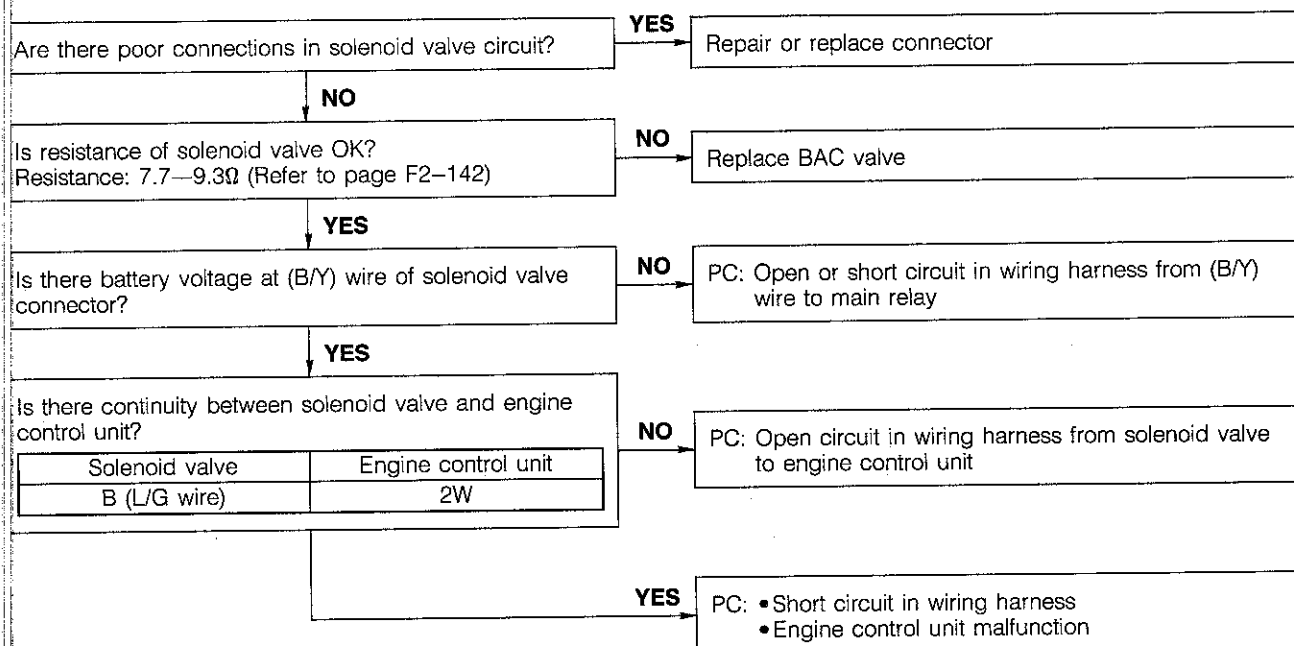 Are there poor connections in solenoid valve circuit?
YES
Repair or replace connector
NO
Is resistance of solenoid valve OK?
Resistance: 7.7—9.3Ω (Refer to page F2–142)
NO
Replace BAC valve
YES
Is there battery voltage at (B/Y) wire of solenoid valve
connector?
NO
PC: Open or short circuit in wiring harness from (B/Y)
wire to main relay
YES
Is there continuity between solenoid valve and engine
control unit?
Solenoid valve Engine control unit
B (L/G wire) 2W
NO
PC: Open circuit in wiring harness from solenoid valve
to engine control unit
YES
PC: •Short circuit in wiring harness
•Engine control unit malfunction